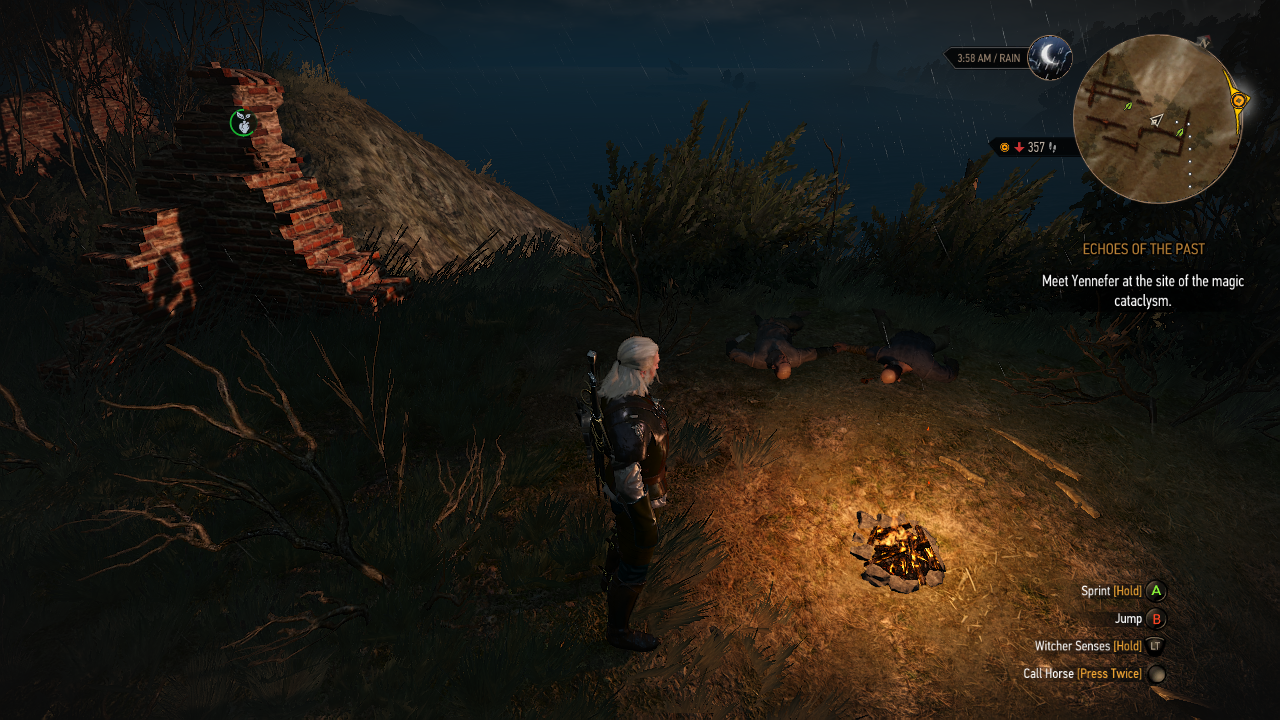 3:58 AM / RAIN
357
ECHOES OF THE PAST
Meet Yennefer at the site of the magic
cataclysm.
Sprint [Hold] A
Jump B
Witcher Senses [Hold] LT
Call Horse [Press Twice]